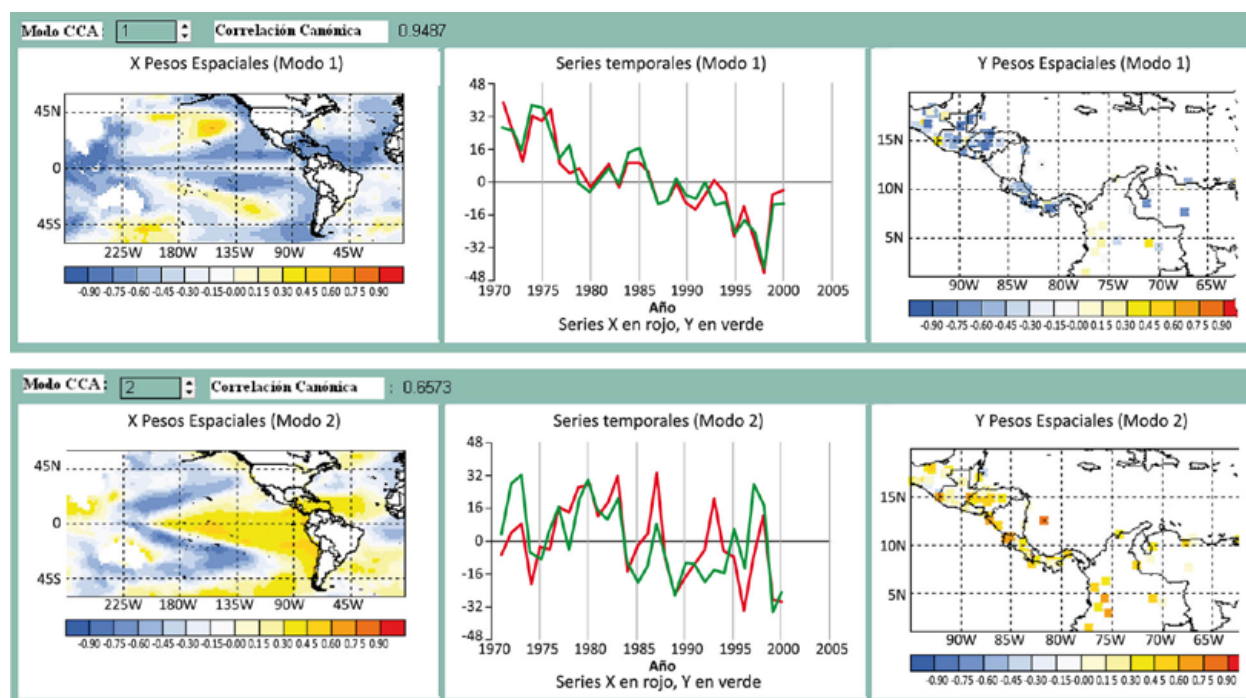 Modo CCA: 1 Correlación Canónica 0.9487
X Pesos Espaciales (Modo 1)
45N
0
45S
225W 180W 135W 90W 45W
-0.90 -0.75 -0.60 -0.45 -0.30 -0.15 -0.00 0.15 0.30 0.45 0.60 0.75 0.90
Series temporales (Modo 1)
48
32
16
0
-16
-32
-48
1970 1975 1980 1985 1990 1995 2000 2005
Año
Series X en rojo, Y en verde
Y Pesos Espaciales (Modo 1)
15N
10N
5N
90W 85W 80W 75W 70W 65W
-0.90 -0.75 -0.60 -0.45 -0.30 -0.15 -0.00 0.15 0.30 0.45 0.60 0.75 0.90
Modo CCA: 2 Correlación Canónica : 0.6573
X Pesos Espaciales (Modo 2)
45N
0
45S
225W 180W 135W 90W 45W
-0.90 -0.75 -0.60 -0.45 -0.30 -0.15 -0.00 0.15 0.30 0.45 0.60 0.75 0.90
Series temporales (Modo 2)
48
32
16
0
-16
-32
-48
1970 1975 1980 1985 1990 1995 2000 2005
Año
Series X en rojo, Y en verde
Y Pesos Espaciales (Modo 2)
15N
10N
5N
90W 85W 80W 75W 70W 65W
-0.90 -0.75 -0.60 -0.45 -0.30 -0.15 -0.00 0.15 0.30 0.45 0.60 0.75 0.90